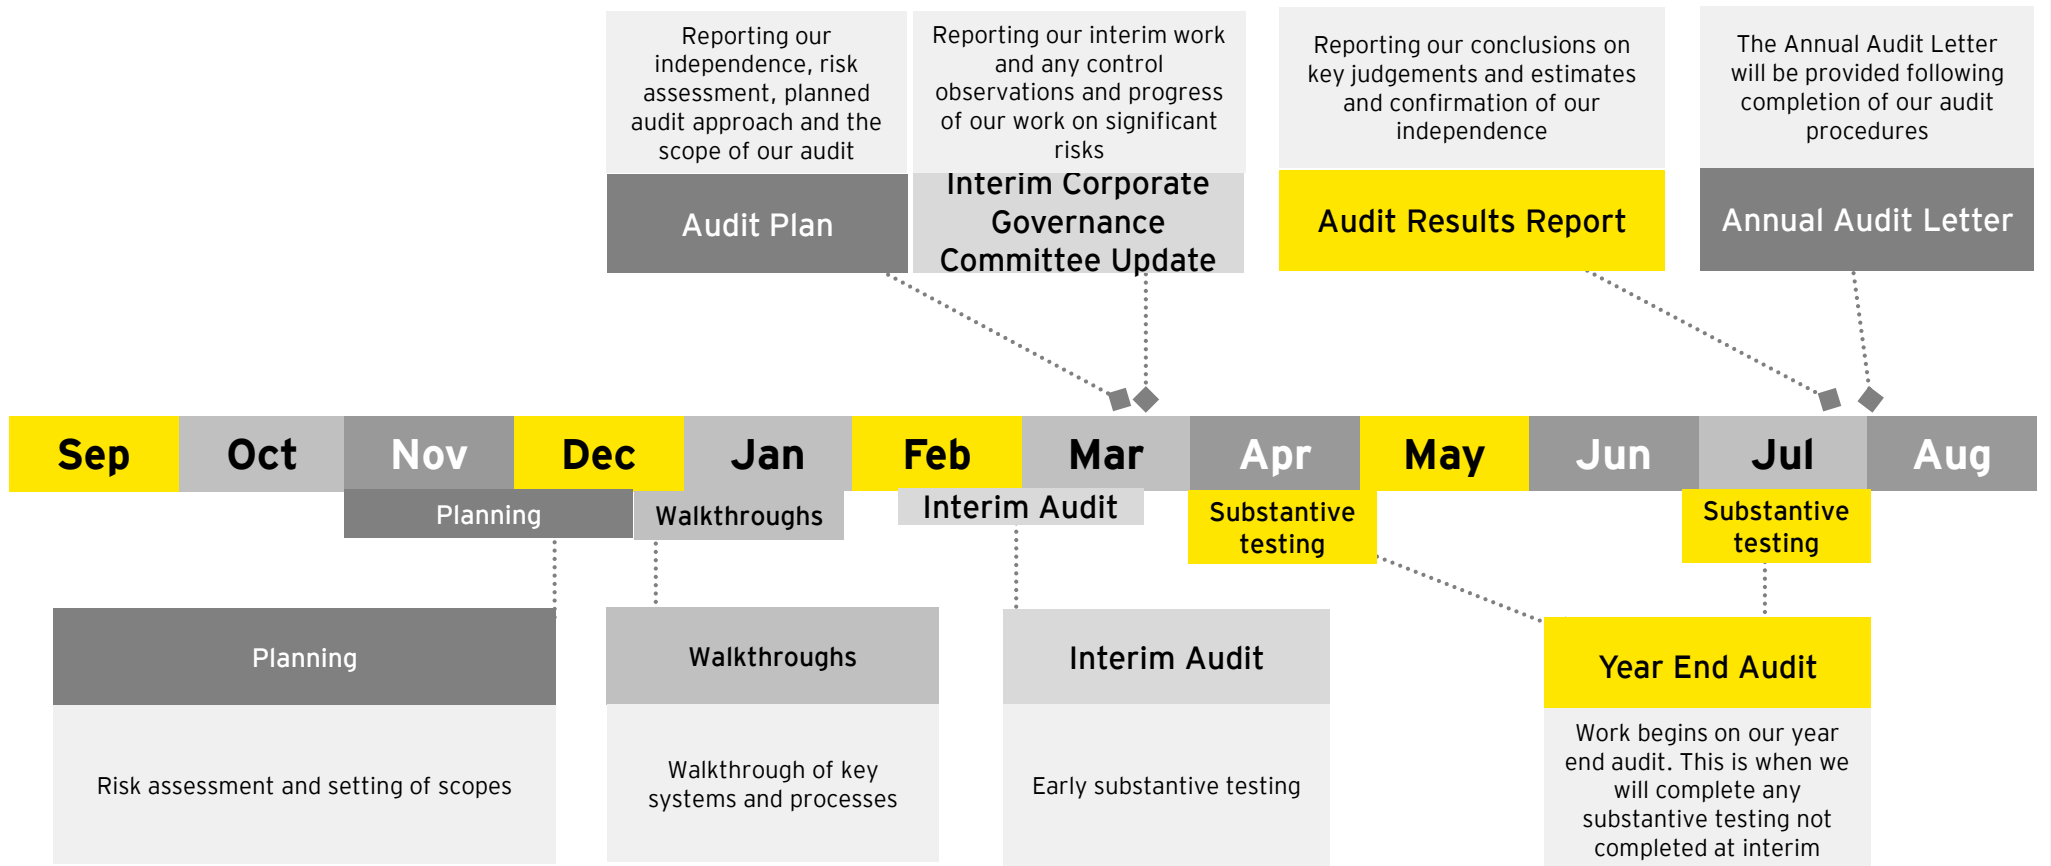 Reporting our
independence, risk
assessment, planned
audit approach and the
scope of our audit
Audit Plan
Reporting our interim work
and any control
observations and progress
of our work on significant
risks
Interim Corporate
Governance
Committee Update
Reporting our conclusions on
key judgements and estimates
and confirmation of our
independence
Audit Results Report
The Annual Audit Letter
will be provided following
completion of our audit
procedures
Annual Audit Letter
Sep
Oct
Nov
Dec
Jan
Feb
Mar
Apr
May
Jun
Jul
Aug
Planning
Walkthroughs
Interim Audit
Substantive
testing
Substantive
testing
Planning
Risk assessment and setting of scopes
Walkthroughs
Walkthrough of key
systems and processes
Interim Audit
Early substantive testing
Year End Audit
Work begins on our year
end audit. This is when we
will complete any
substantive testing not
completed at interim